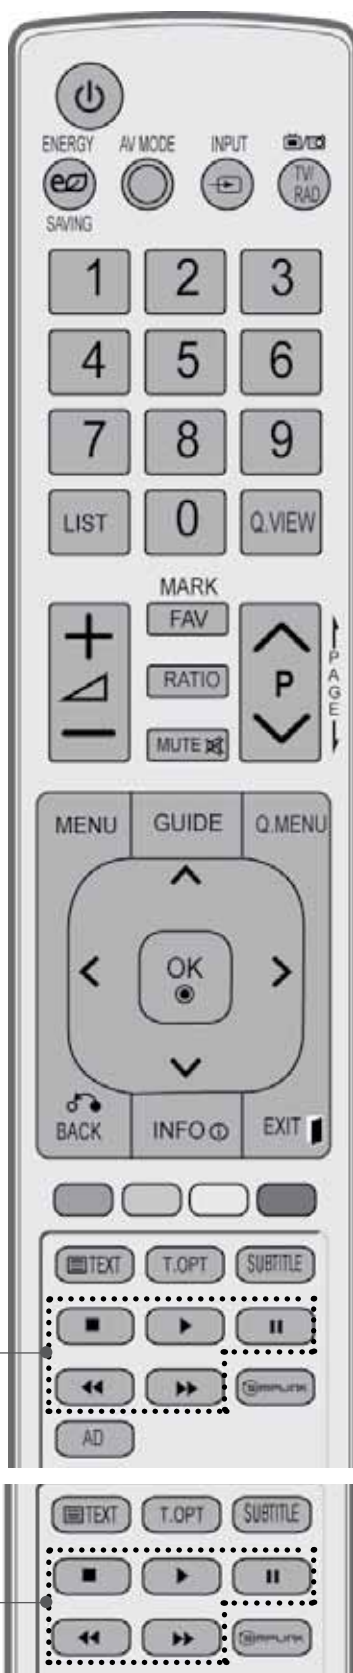 ENERGY AV MODE INPUT
TV/
RAD
SAVING
1 2 3
4 5 6
7 8 9
LIST 0 Q.VIEW
MARK
FAV
RATIO
P
PAGE
MUTE
MENU GUIDE Q.MENU
OK
BACK INFO EXIT
TEXT T.OPT SUBTITLE
SIMPLINK
AD
TEXT T.OPT SUBTITLE
SIMPLINK